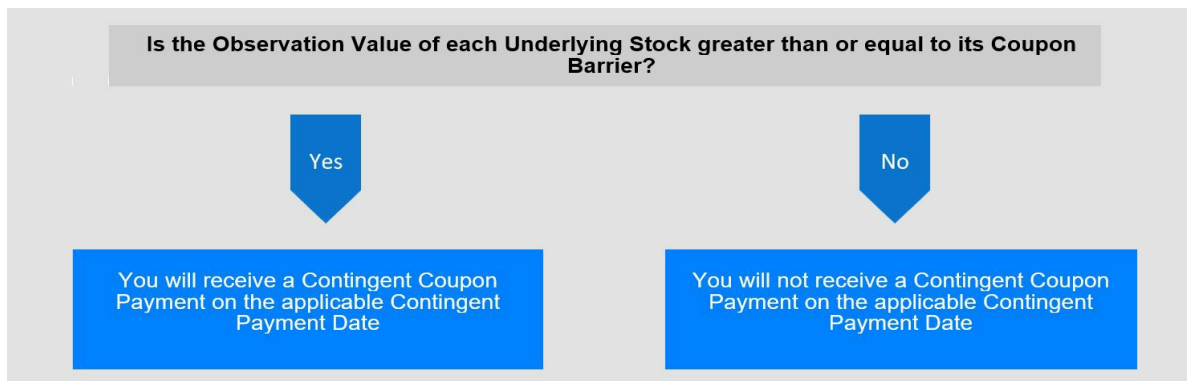 Is the Observation Value of each Underlying Stock greater than or equal to its Coupon
Barrier?
Yes
No
You will receive a Contingent Coupon
Payment on the applicable Contingent
Payment Date
You will not receive a Contingent Coupon
Payment on the applicable Contingent
Payment Date